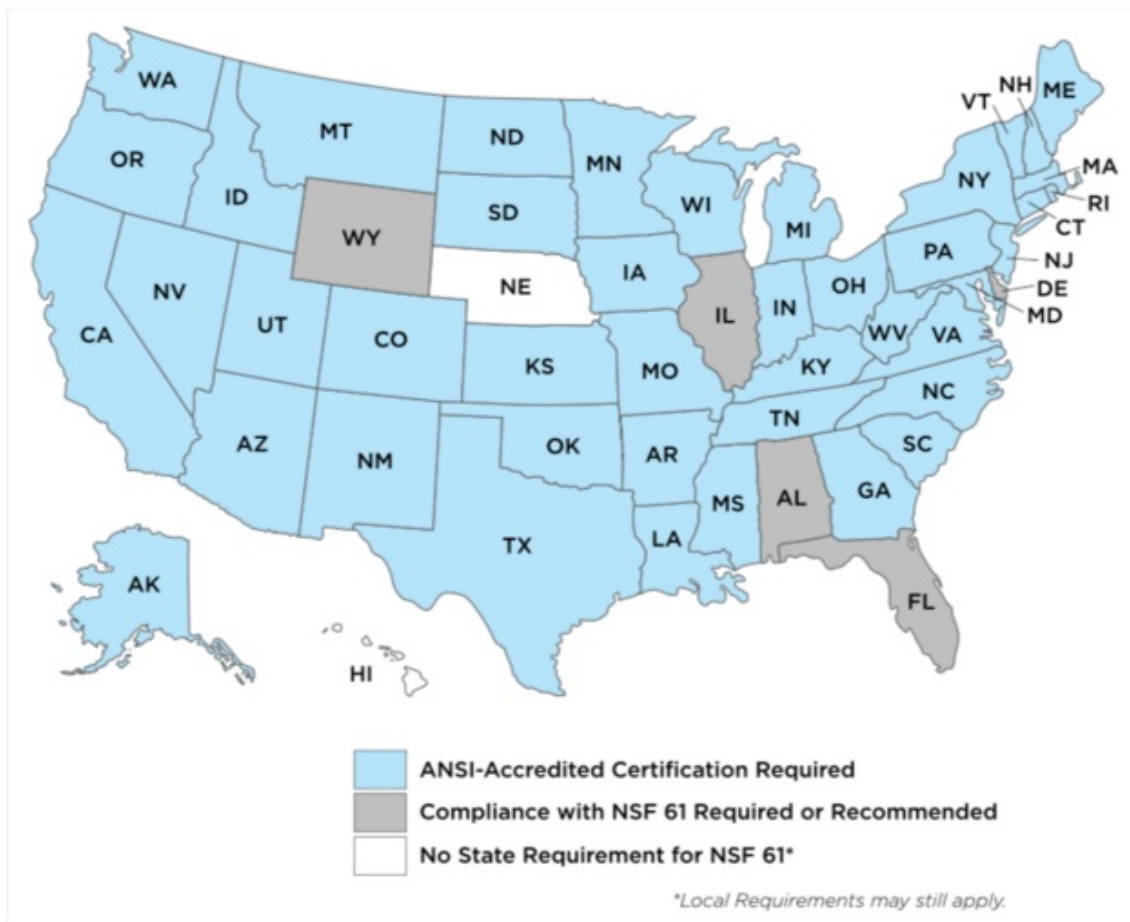 WA
MT
ND
MN
VT
NH
ME
OR
ID
SD
WI
MI
NY
MA
RI
CT
WY
NE
IA
PA
NJ
DE
MD
NV
UT
CO
CA
IL
IN
OH
WV
VA
KS
MO
KY
NC
AZ
NM
OK
AR
TN
SC
MS
AL
GA
TX
LA
AK
FL
HI
ANSI-Accredited Certification Required
Compliance with NSF 61 Required or Recommended
No State Requirement for NSF 61*
*Local Requirements may still apply.